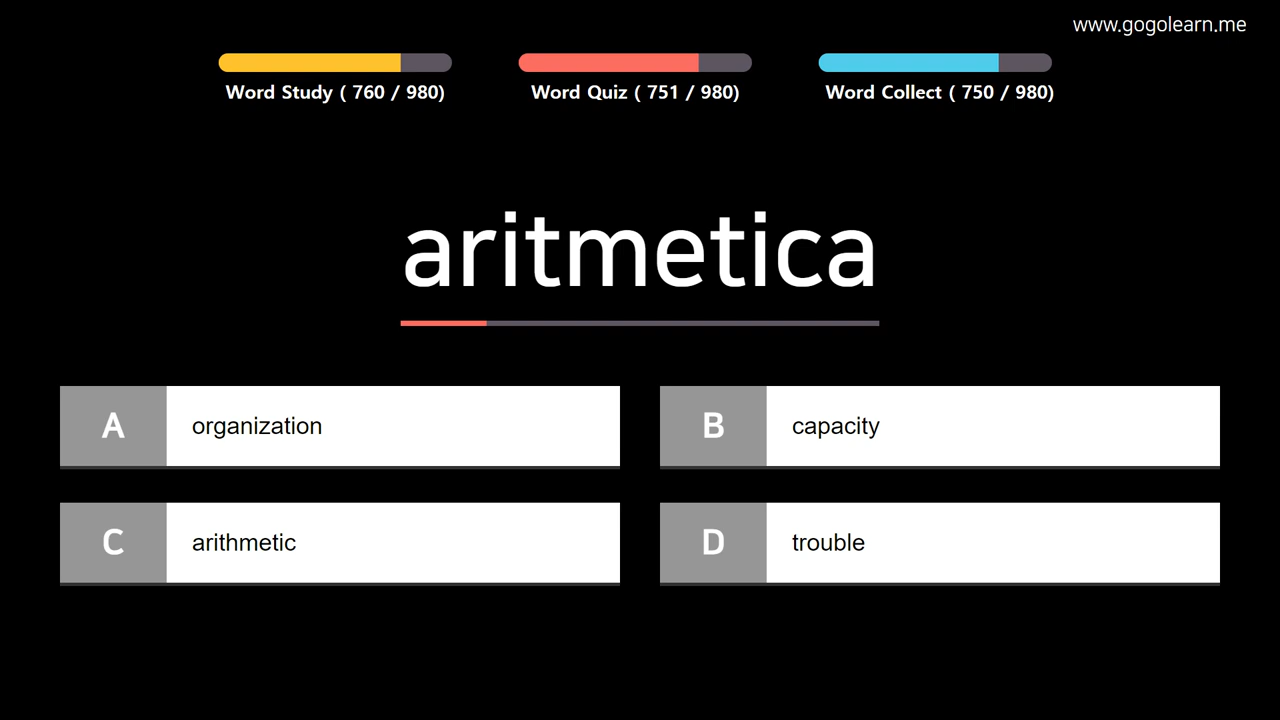 www.gogolearn.me
Word Study ( 760 / 980)
Word Quiz ( 751 / 980)
Word Collect ( 750 / 980)
aritmetica
A organization
B capacity
C arithmetic
D trouble